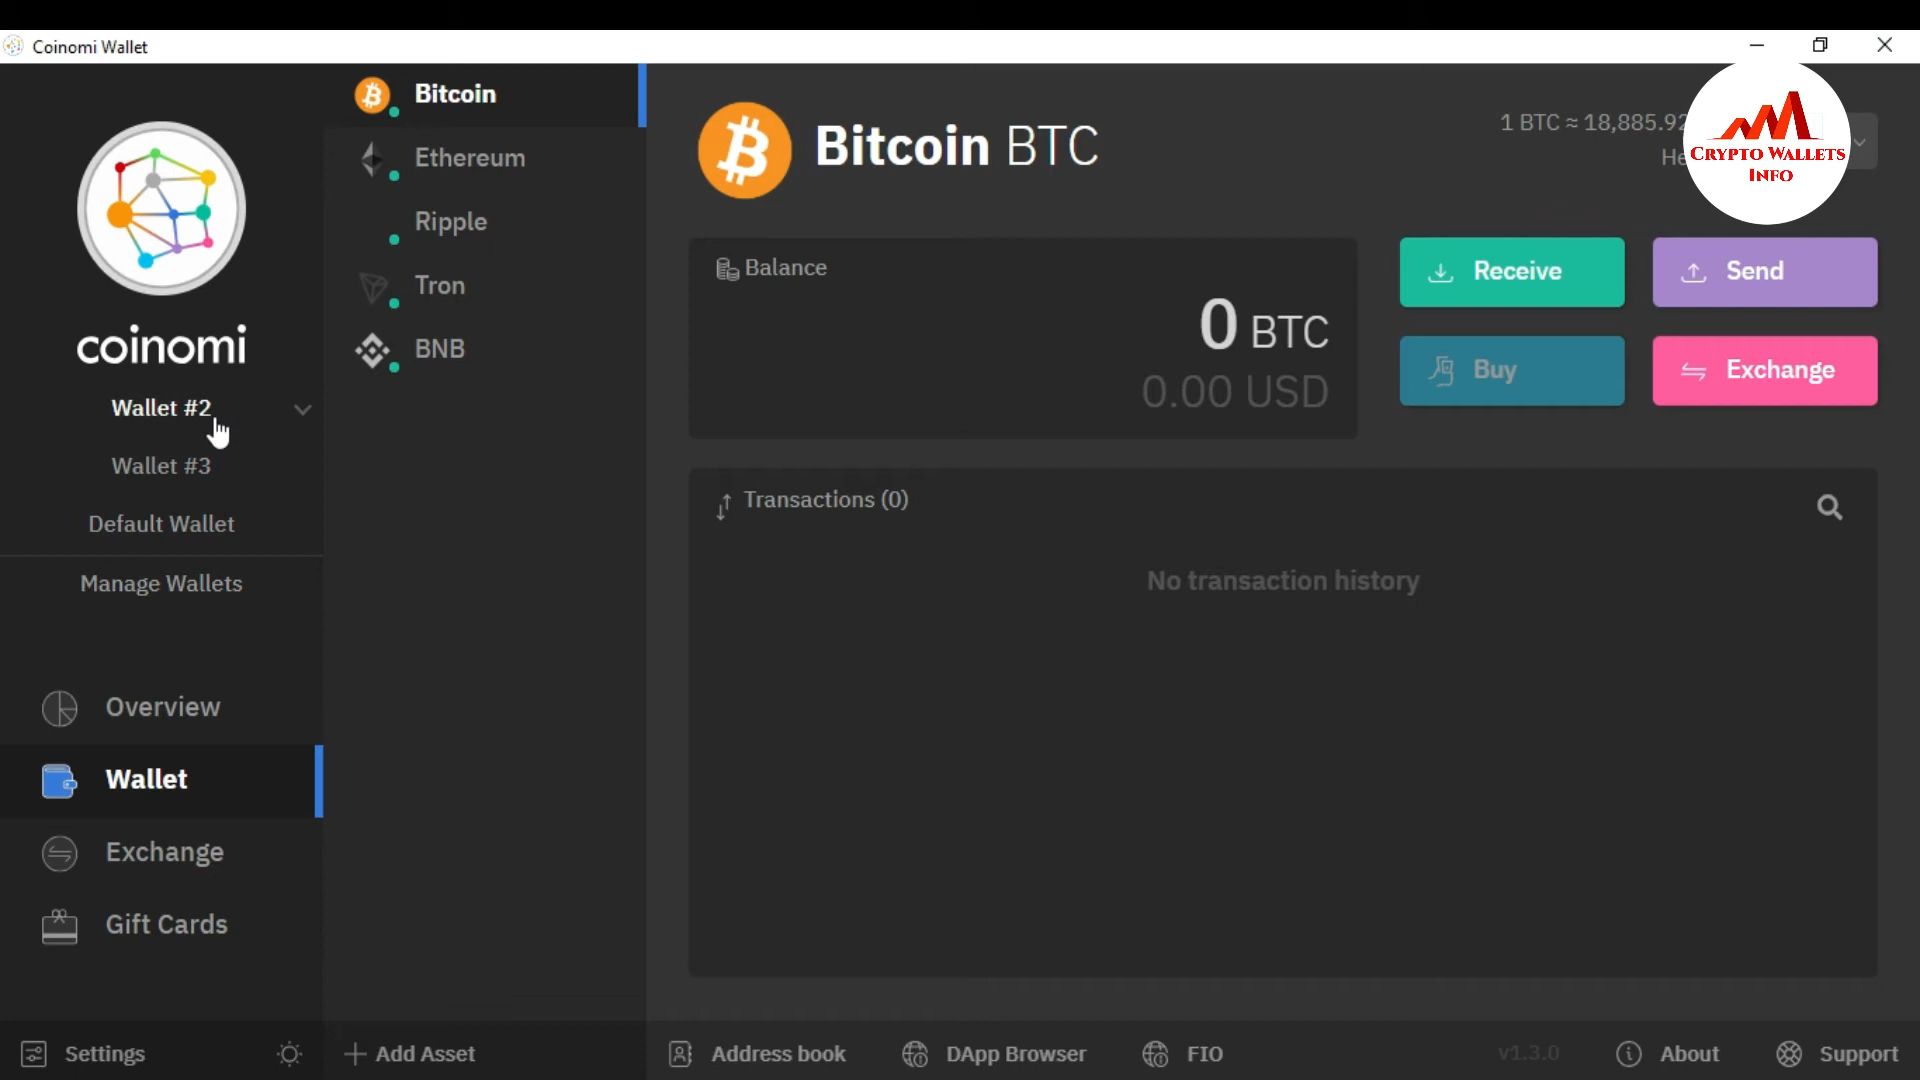 Coinomi Wallet
coinomi
Wallet #2
Wallet #3
Default Wallet
Manage Wallets
Overview
Wallet
Exchange
Gift Cards
Settings
Bitcoin
Ethereum
Ripple
Tron
BNB
Add Asset
Bitcoin BTC
1 BTC ≈ 18,885.92
CRYPTO WALLETS
INFO
Balance
0 BTC
0.00 USD
Receive
Send
Buy
Exchange
Transactions (0)
No transaction history
Address book
DApp Browser
FIO
v1.3.0
About
Support